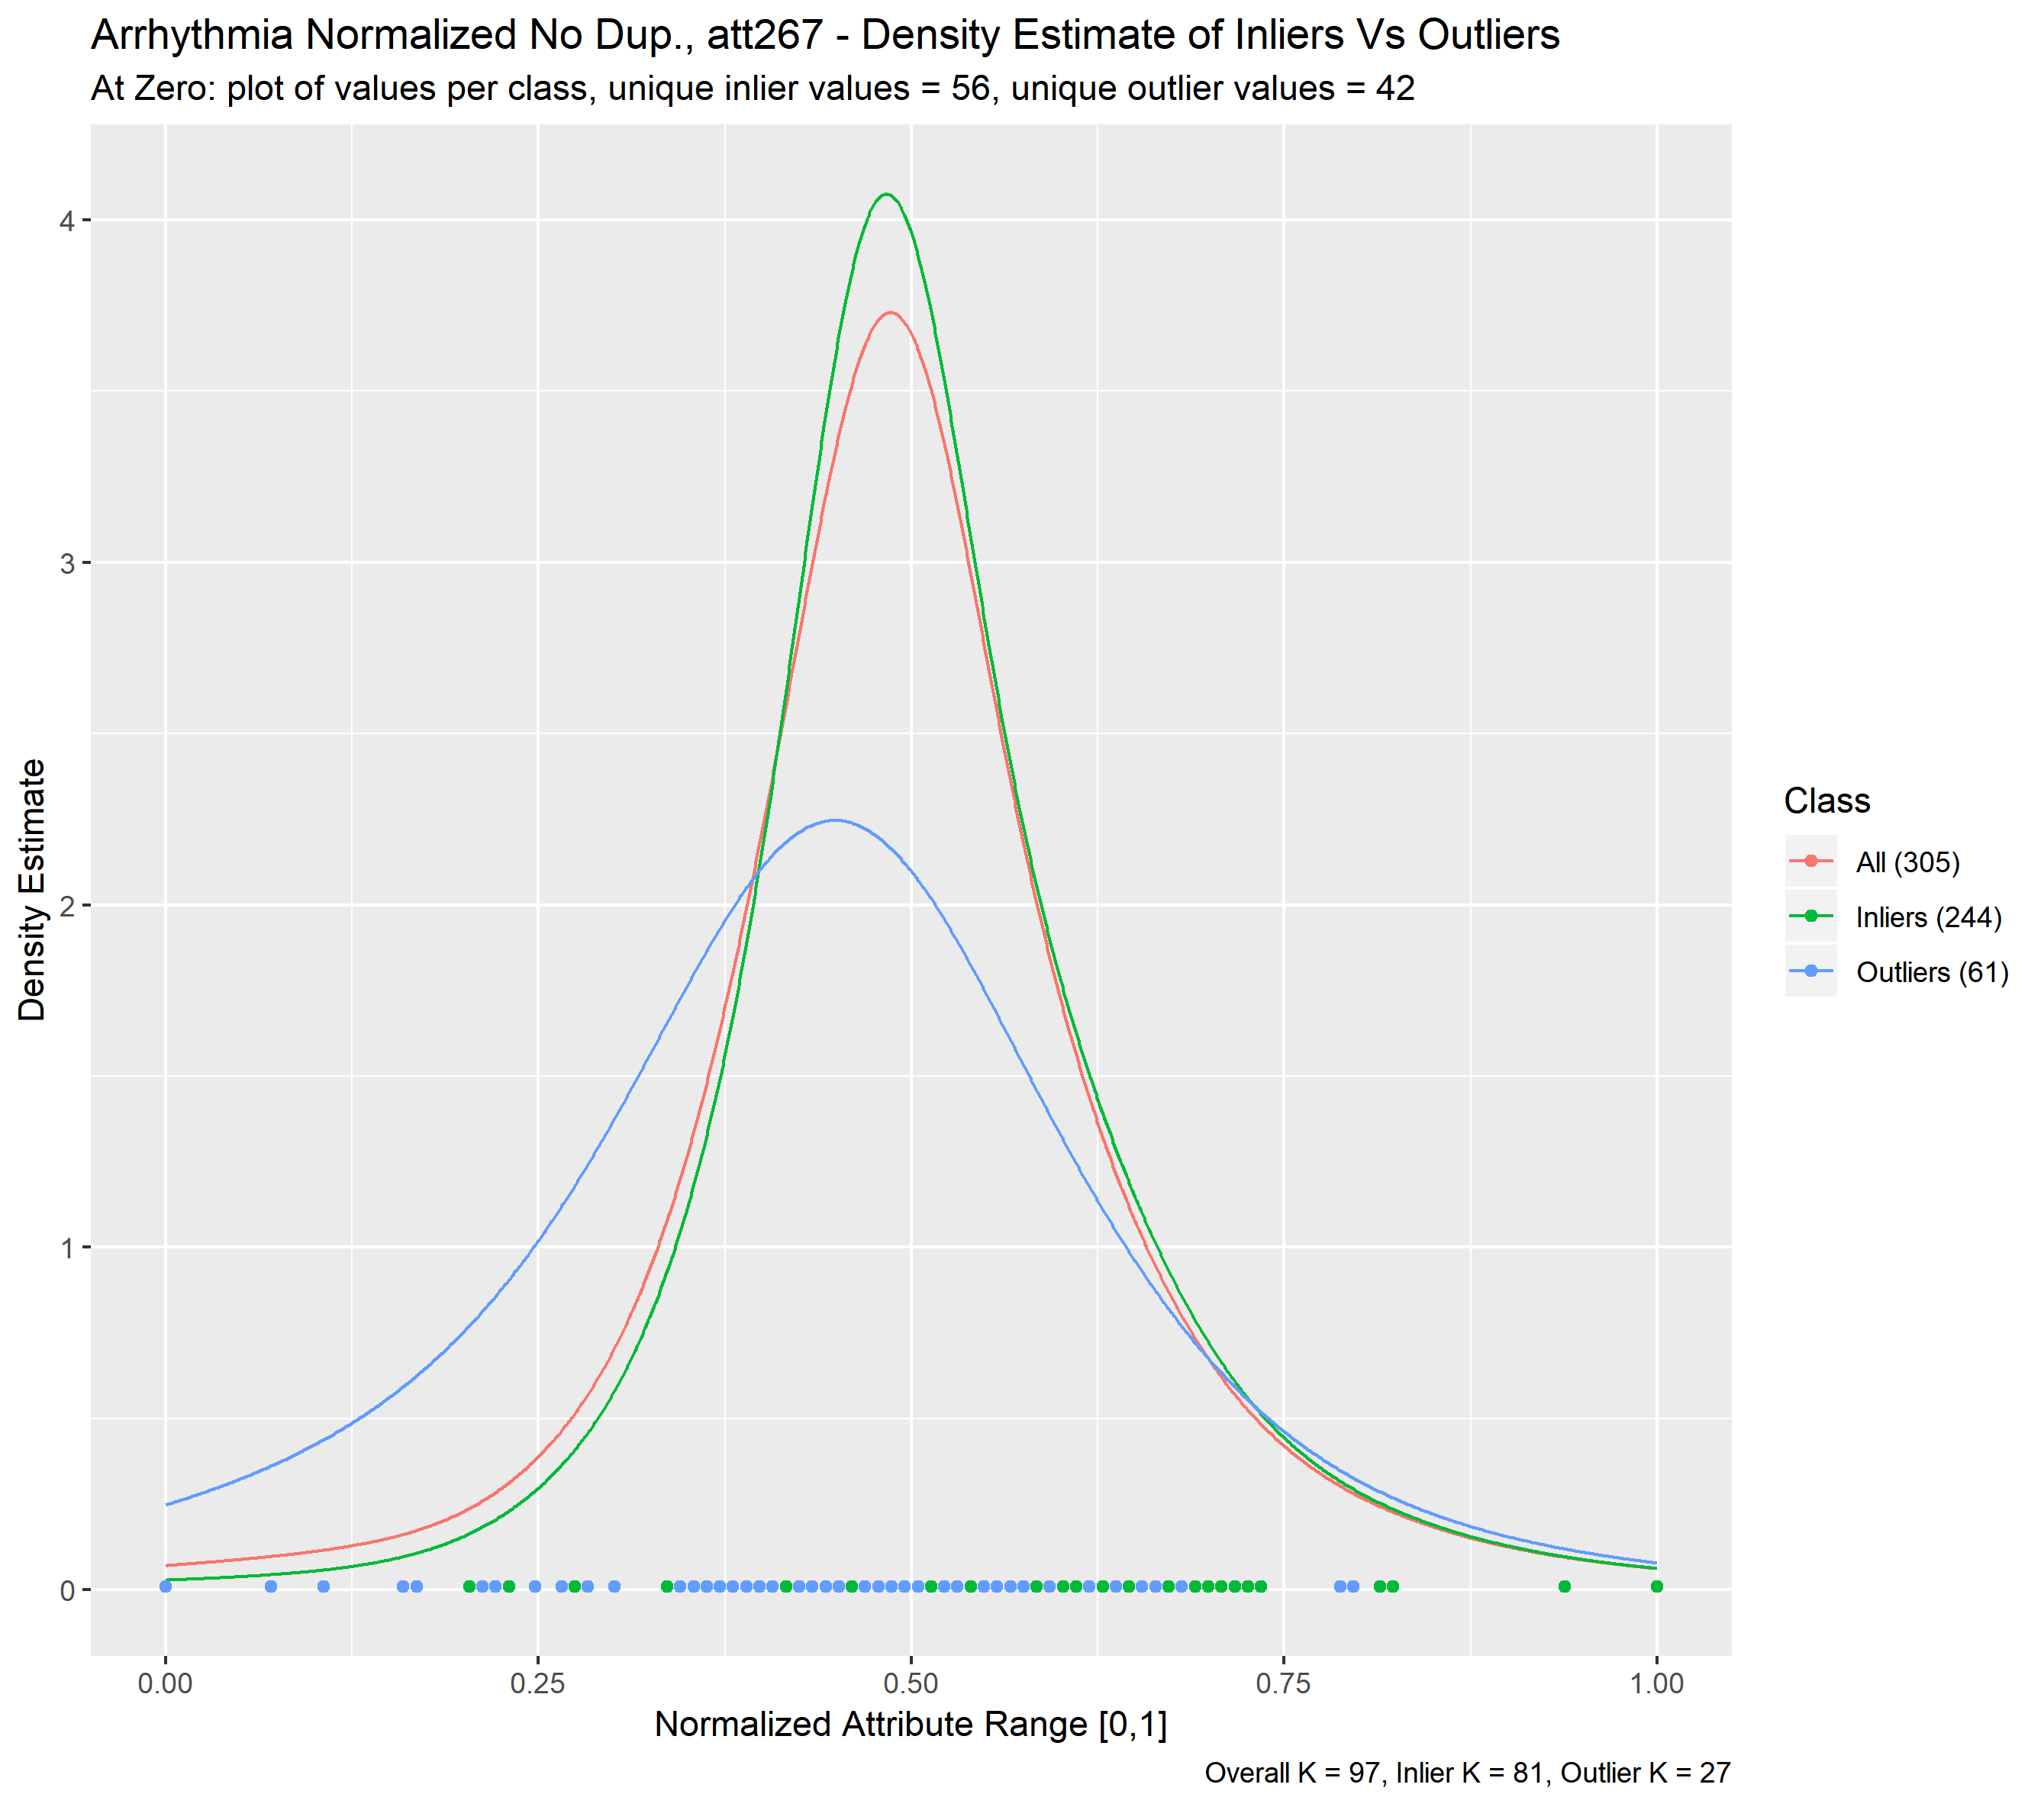 Arrhythmia Normalized No Dup., att267 - Density Estimate of Inliers Vs Outliers
At Zero: plot of values per class, unique inlier values = 56, unique outlier values = 42
Density Estimate
4
3
2
1
0
0.00 0.25 0.50 0.75 1.00
Normalized Attribute Range [0,1]
Class
All (305)
Inliers (244)
Outliers (61)
Overall K = 97, Inlier K = 81, Outlier K = 27